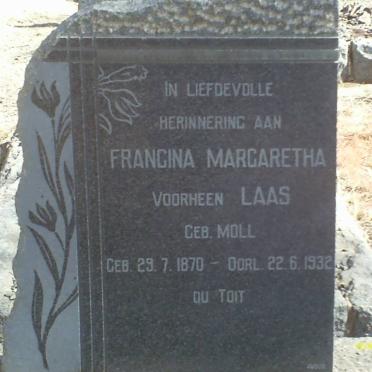 IN LIEFDEVOLLE
HERINNERING AAN
FRANCINA MARGARETHA
VOORHEEN LAAS
GEB. MOLL
GEB. 29. 7. 1870 - OORL. 22. 6. 1932
DU TOIT